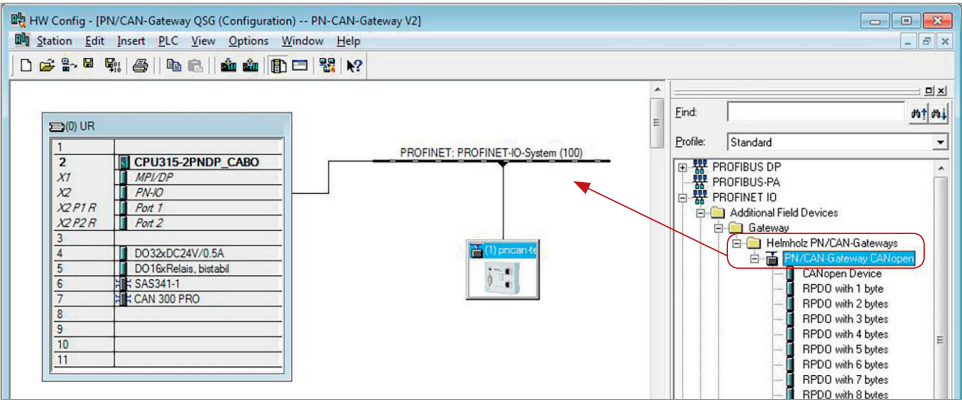 HW Config - [PN/CAN-Gateway QSG (Configuration) -- PN-CAN-Gateway V2]
Station Edit Insert PLC View Options Window Help
(0) UR
1
2 CPU315-2PNDP_CABO
X1 MPI/DP
X2 PN-IO
X2 P1 R Port 1
X2 P2 R Port 2
3
4 DO32xDC24V/0.5A
5 DO16xRelais, bistabil
6 SAS341-1
7 CAN 300 PRO
8
9
10
11
PROFINET: PROFINET-IO-System (100)
(1) pncan-te
Find:
Profile: Standard
PROFIBUS DP
PROFIBUS-PA
PROFINET IO
Additional Field Devices
Gateway
Helmholz PN/CAN-Gateways
PN/CAN-Gateway CANopen
CANopen Device
RPDO with 1 byte
RPDO with 2 bytes
RPDO with 3 bytes
RPDO with 4 bytes
RPDO with 5 bytes
RPDO with 6 bytes
RPDO with 7 bytes
RPDO with 8 bytes